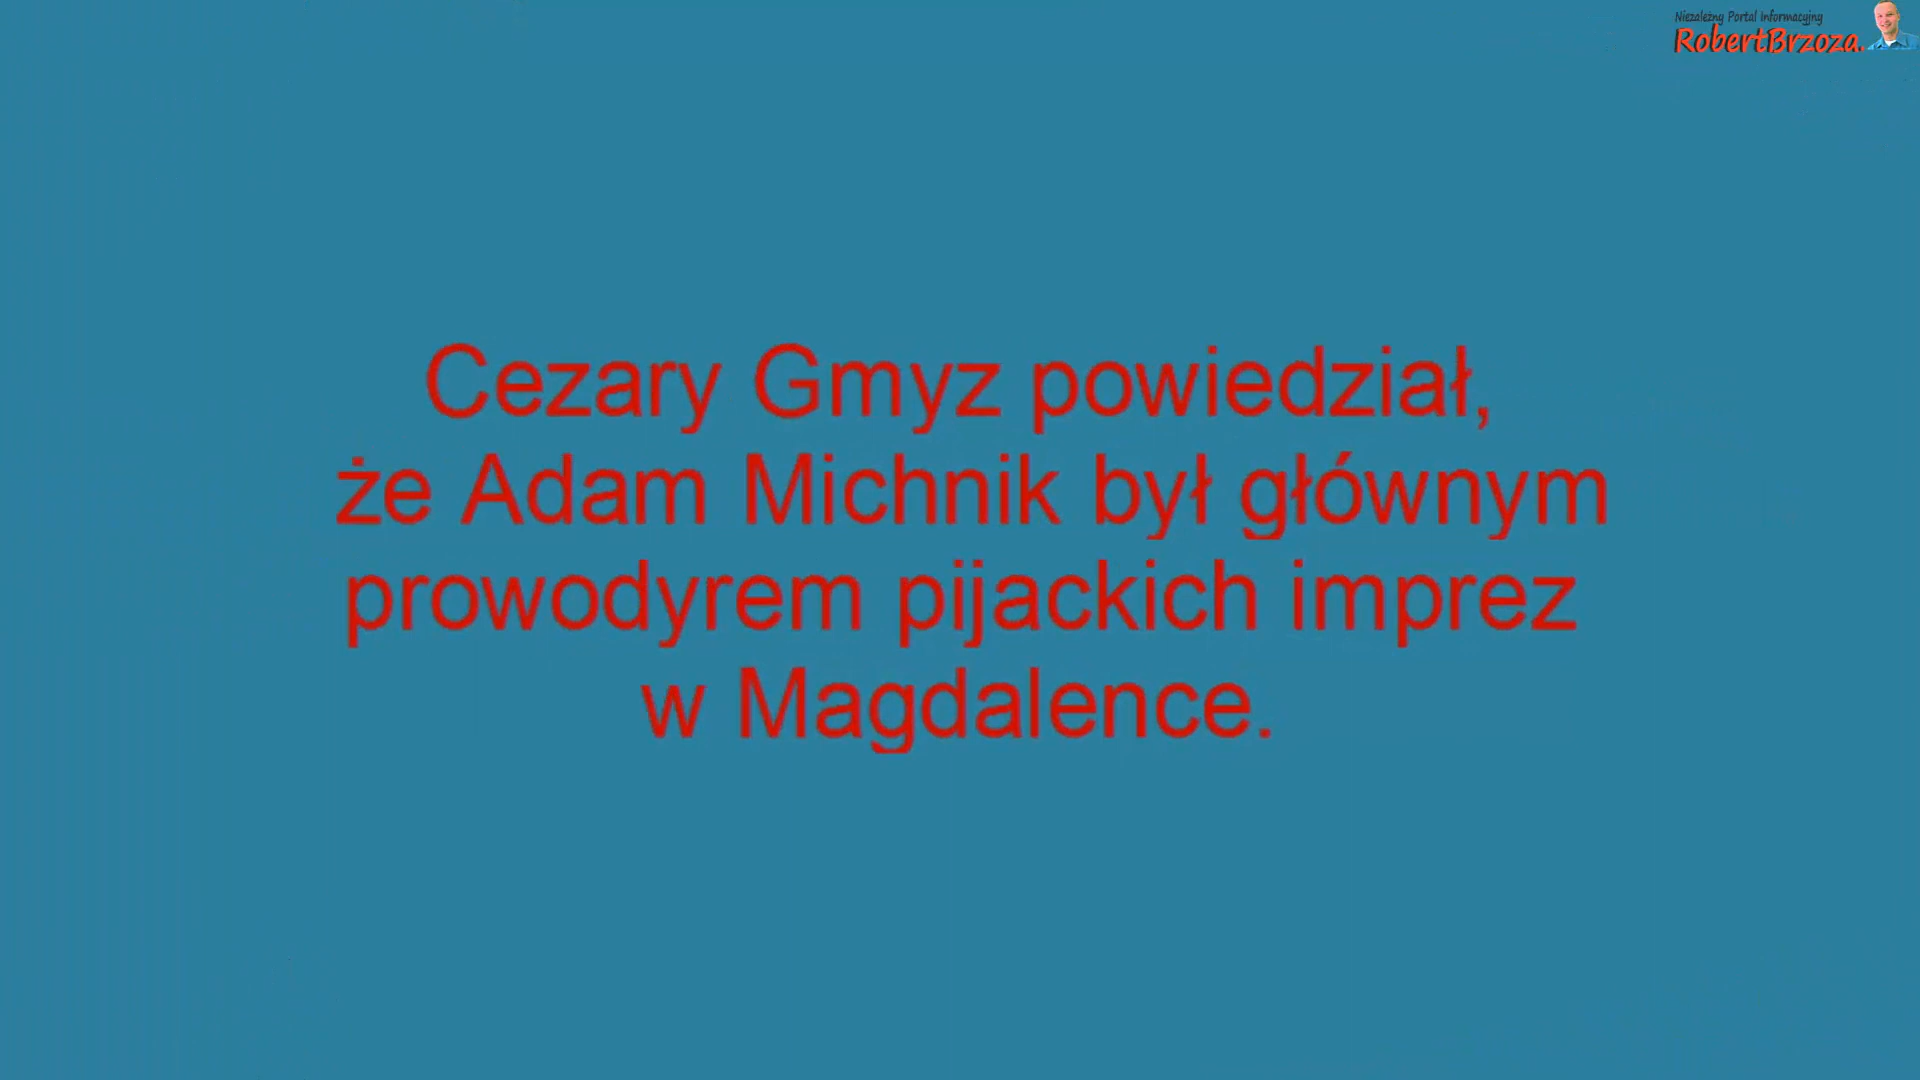 Niezależny Portal Informacyjny
RobertBrzoza.
Cezary Gmyz powiedział,
że Adam Michnik był głównym
prowodyrem pijackich imprez
w Magdalence.